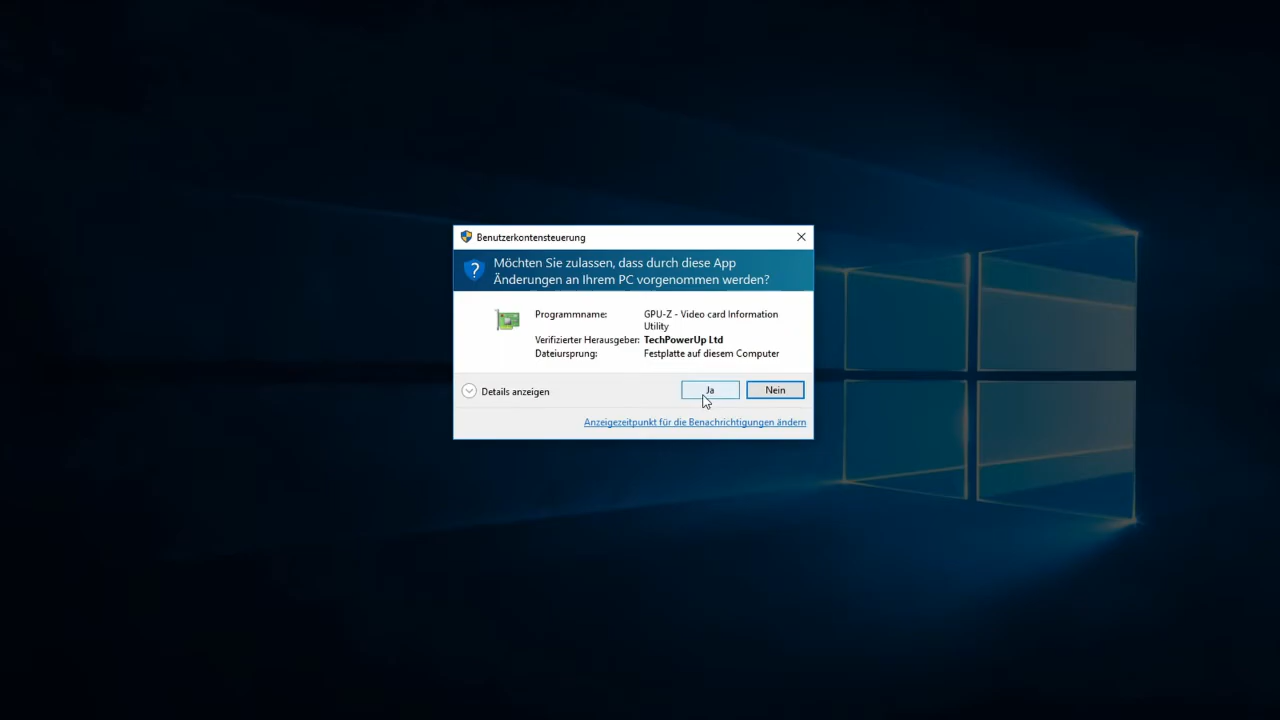 Benutzerkontensteuerung
Möchten Sie zulassen, dass durch diese App
Änderungen an Ihrem PC vorgenommen werden?
Programmname: GPU-Z - Video card Information
Utility
Verifizierter Herausgeber: TechPowerUp Ltd
Dateiursprung: Festplatte auf diesem Computer
Details anzeigen Ja Nein
Anzeigezeitpunkt für die Benachrichtigungen ändern